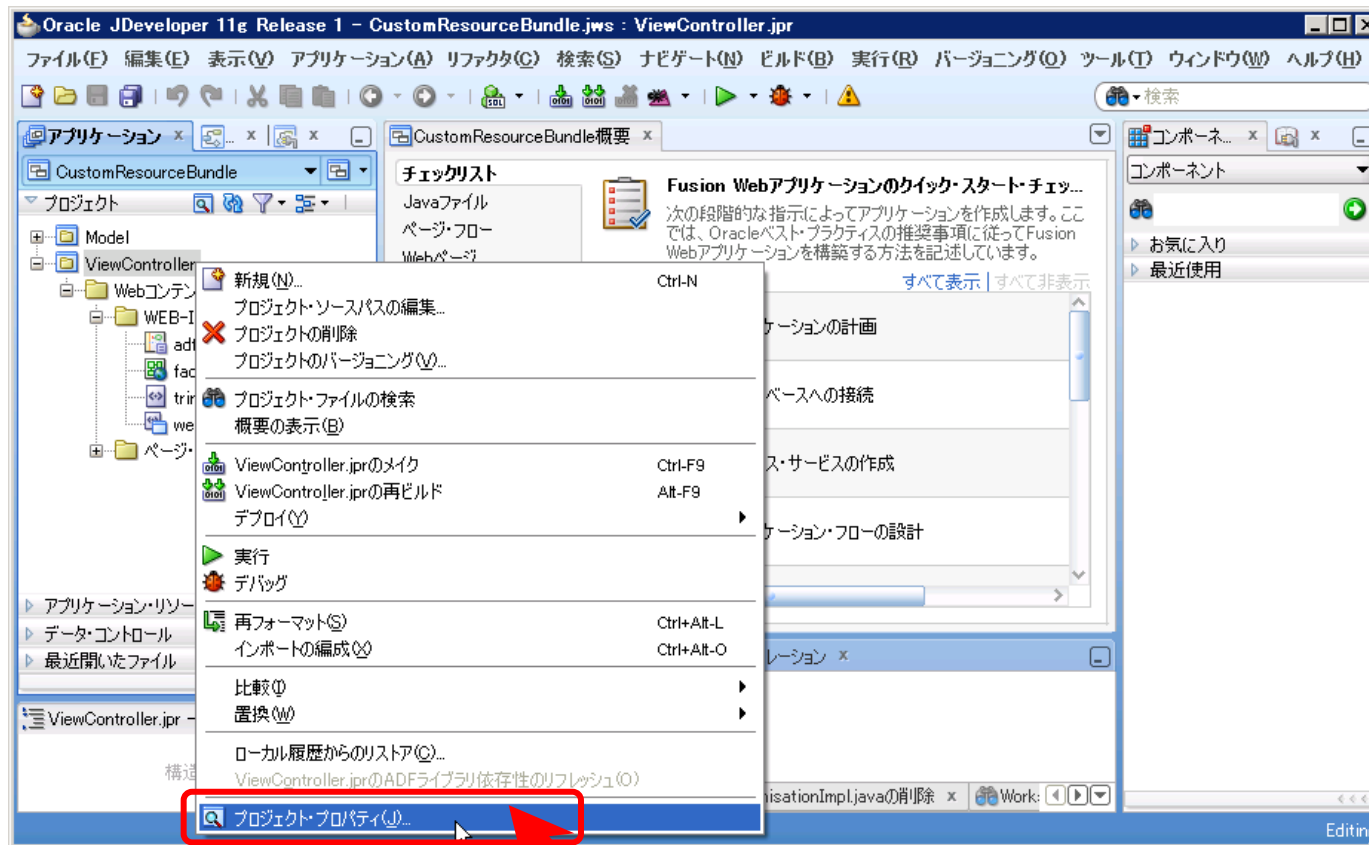 Oracle JDeveloper 11g Release 1 - CustomResourceBundle.jws : ViewController.jpr
ファイル(F) 編集(E) 表示(V) アプリケーション(A) リファクタ(C) 検索(S) ナビゲート(N) ビルド(B) 実行(R) バージョニング(O) ツール(T) ウィンドウ(W) ヘルプ(H)
検索
アプリケーション
CustomResourceBundle概要
コンポーネ...
CustomResourceBundle
プロジェクト
Model
ViewController
Webコンテン
WEB-I
adf
fac
trin
we
ページ・
アプリケーション・リソー
データ・コントロール
最近開いたファイル
ViewController.jpr -
構造
チェックリスト
Javaファイル
ページ・フロー
Webページ
Fusion Webアプリケーションのクイック・スタート・チェッ...
次の段階的な指示によってアプリケーションを作成します。ここ
では、Oracleベスト・プラクティスの推奨事項に従ってFusion
Webアプリケーションを構築する方法を記述しています。
すべて表示 | すべて非表示
ケーションの計画
ベースへの接続
ス・サービスの作成
ケーション・フローの設計
レーション
コンポーネント
お気に入り
最近使用
新規(N)... Ctrl-N
プロジェクト・ソースパスの編集...
プロジェクトの削除
プロジェクトのバージョニング(V)...
プロジェクト・ファイルの検索
概要の表示(B)
ViewController.jprのメイク Ctrl-F9
ViewController.jprの再ビルド Alt-F9
デプロイ(Y)
実行
デバッグ
再フォーマット(S) Ctrl+Alt-L
インポートの編成(X) Ctrl+Alt-O
比較(I)
置換(W)
ローカル履歴からのリストア(C)...
ViewController.jprのADFライブラリ依存性のリフレッシュ(O)
プロジェクト・プロパティ(J)...
nisationImpl.javaの削除
Work:
Editin